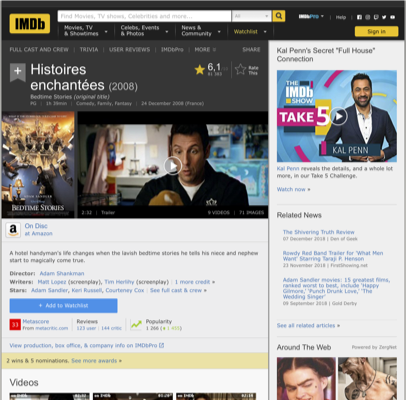 IMDb
Find Movies, TV shows, Celebrities and more...
All
IMDbPro
Help
Movies, TV
& Showtimes
Celebs, Events
& Photos
News &
Community
Watchlist
Sign in
FULL CAST AND CREW | TRIVIA | USER REVIEWS | IMDbPro | MORE
SHARE
Histoires
enchantées (2008)
Bedtime Stories (original title)
PG | 1h 39min | Comedy, Family, Fantasy | 24 December 2008 (France)
6,1
Rate
This
BEDTIME STORIES
2:32 | Trailer
9 VIDEOS | 71 IMAGES
On Disc
at Amazon
A hotel handyman's life changes when the lavish bedtime stories he tells his niece and nephew
start to magically come true.
Director: Adam Shankman
Writers: Matt Lopez (screenplay), Tim Herlihy (screenplay) | 1 more credit »
Stars: Adam Sandler, Keri Russell, Courteney Cox | See full cast & crew »
+ Add to Watchlist
33
Metascore
From metacritic.com
Reviews
123 user | 144 critic
Popularity
View production, box office, & company info on IMDbPro
2 wins & 5 nominations. See more awards »
Videos
Kal Penn's Secret "Full House"
Connection
THE
IMDb
SHOW
TAKE 5
KAL PENN
Kal Penn reveals the details, and a whole lot
more, in our Take 5 Challenge.
Watch now »
Related News
The Shivering Truth Review
07 December 2018 | Den of Geek
Rowdy Red Band Trailer for 'What Men
Want' Starring Taraji P. Henson
23 November 2018 | FirstShowing.net
Adam Sandler movies: 15 greatest films,
ranked worst to best, include 'Happy
Gilmore,' 'Punch Drunk Love,' 'The
Wedding Singer'
09 September 2018 | Gold Derby
See all related articles »
Around The Web
Powered by ZergNet